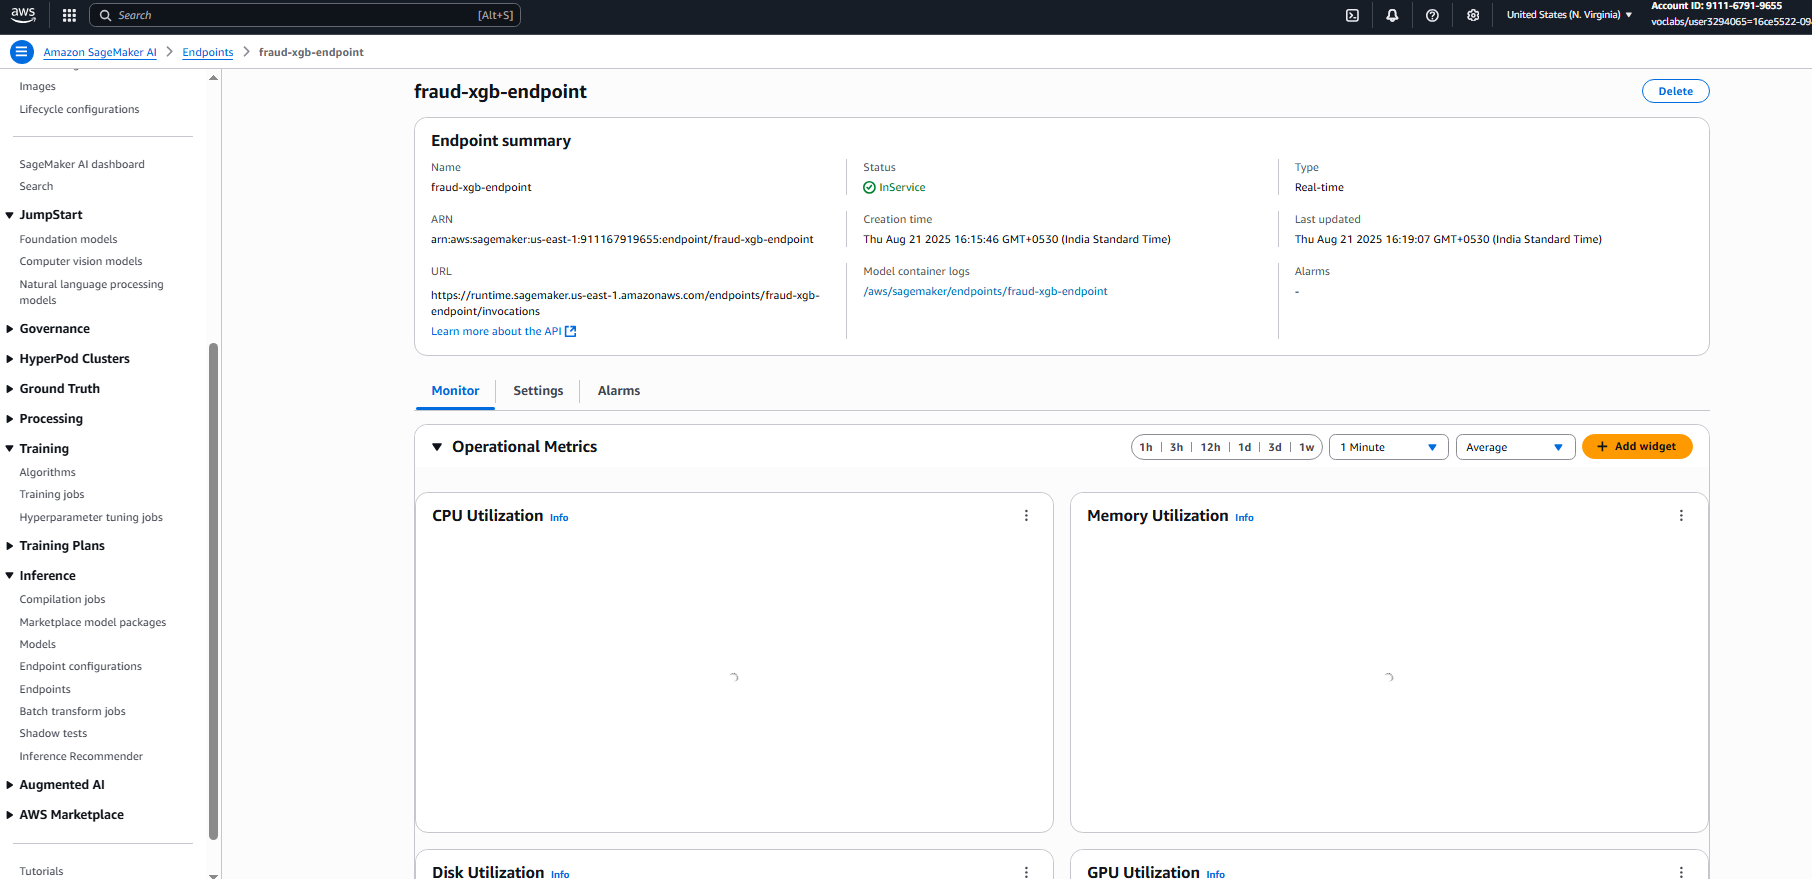 aws
Search
[Alt+S]
United States (N. Virginia)
Account ID: 9111-6791-9655
voclabs/user3294065=16ce5522-09
Amazon SageMaker AI
Endpoints
fraud-xgb-endpoint
Images
Lifecycle configurations
SageMaker AI dashboard
Search
JumpStart
Foundation models
Computer vision models
Natural language processing
models
Governance
HyperPod Clusters
Ground Truth
Processing
Training
Algorithms
Training jobs
Hyperparameter tuning jobs
Training Plans
Inference
Compilation jobs
Marketplace model packages
Models
Endpoint configurations
Endpoints
Batch transform jobs
Shadow tests
Inference Recommender
Augmented AI
AWS Marketplace
Tutorials
fraud-xgb-endpoint
Delete
Endpoint summary
Name
fraud-xgb-endpoint
Status
InService
Type
Real-time
ARN
arn:aws:sagemaker:us-east-1:911167919655:endpoint/fraud-xgb-endpoint
Creation time
Thu Aug 21 2025 16:15:46 GMT+0530 (India Standard Time)
Last updated
Thu Aug 21 2025 16:19:07 GMT+0530 (India Standard Time)
URL
https://runtime.sagemaker.us-east-1.amazonaws.com/endpoints/fraud-xgb-
endpoint/invocations
Learn more about the API
Model container logs
/aws/sagemaker/endpoints/fraud-xgb-endpoint
Alarms
-
Monitor
Settings
Alarms
Operational Metrics
1h
3h
12h
1d
3d
1w
1 Minute
Average
Add widget
CPU Utilization Info
Memory Utilization Info
Disk Utilization Info
GPU Utilization Info